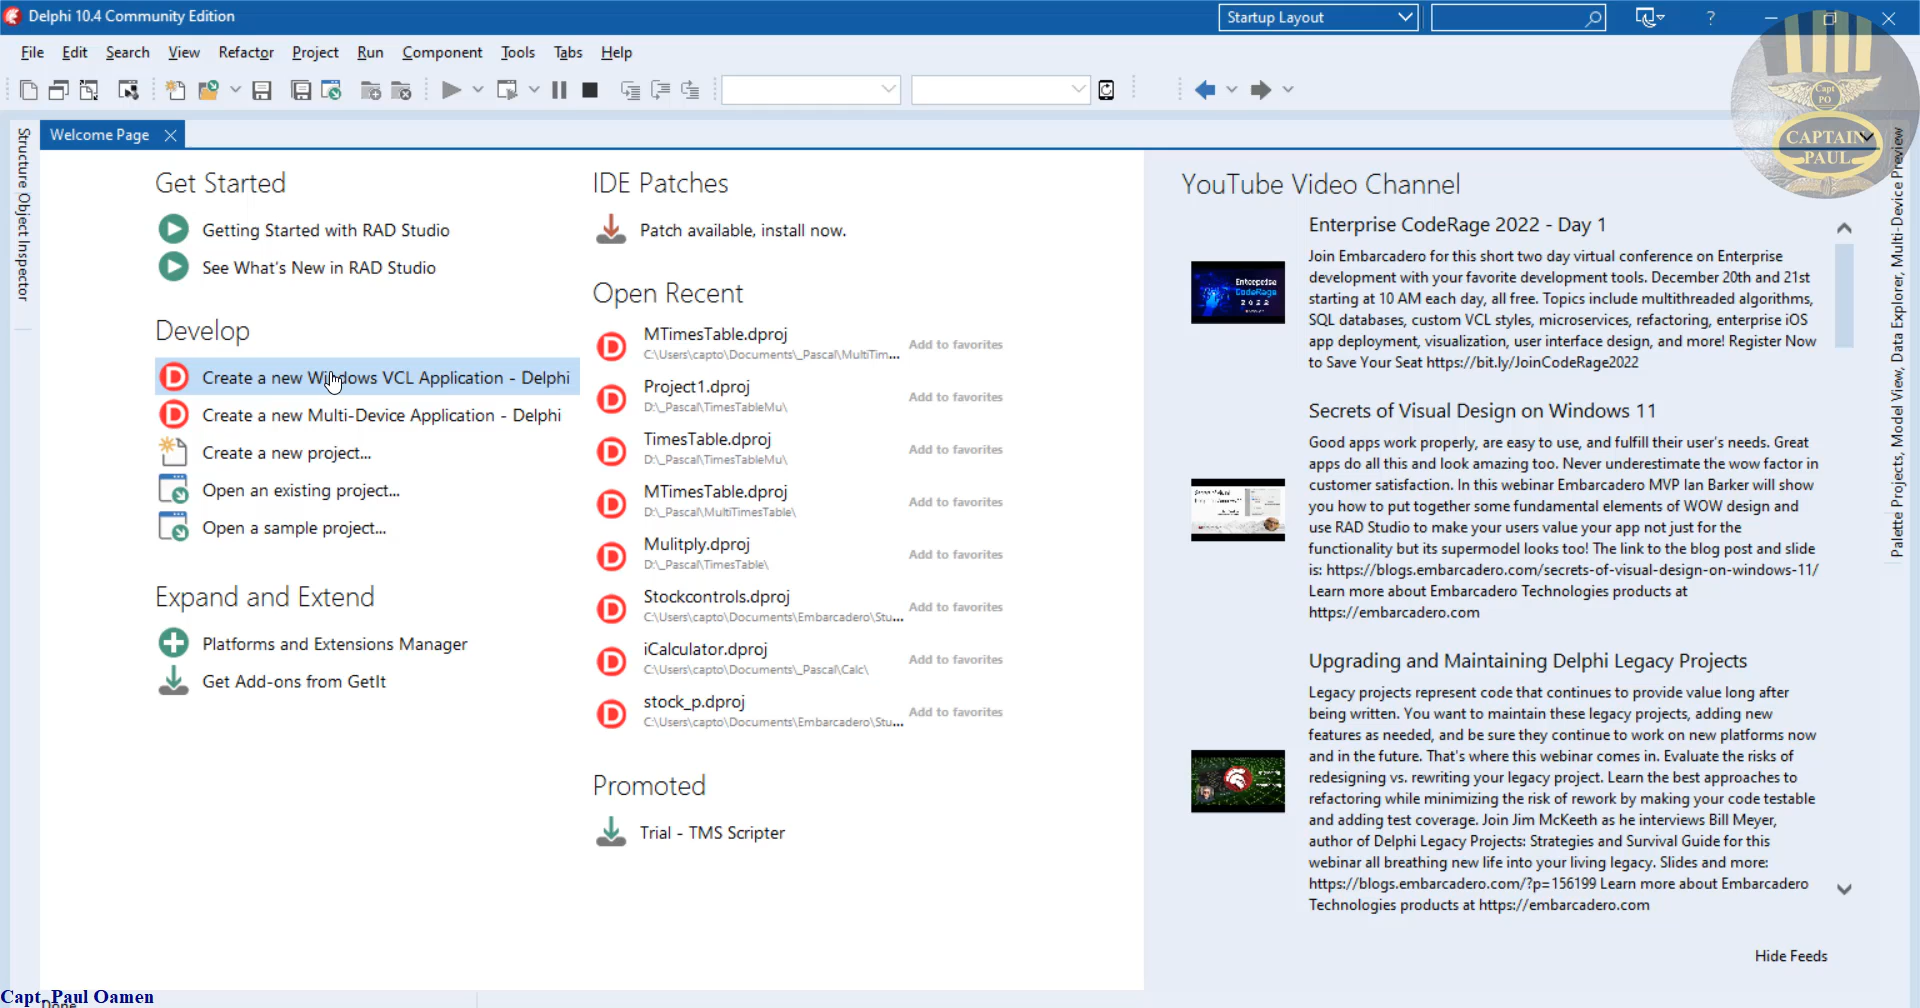 Delphi 10.4 Community Edition
Startup Layout
?
File Edit Search View Refactor Project Run Component Tools Tabs Help
Capt
PO
CAPTAIN
PAUL
Structure Object Inspector
Welcome Page
Get Started
Getting Started with RAD Studio
See What's New in RAD Studio
Develop
Create a new Windows VCL Application - Delphi
Create a new Multi-Device Application - Delphi
Create a new project...
Open an existing project...
Open a sample project...
Expand and Extend
Platforms and Extensions Manager
Get Add-ons from GetIt
IDE Patches
Patch available, install now.
Open Recent
MTimesTable.dproj
C:\Users\capto\Documents\_Pascal\MultiTim...
Add to favorites
Project1.dproj
D:\_Pascal\TimesTableMu\
Add to favorites
TimesTable.dproj
D:\_Pascal\TimesTableMu\
Add to favorites
MTimesTable.dproj
D:\_Pascal\MultiTimesTable\
Add to favorites
Mulitply.dproj
D:\_Pascal\TimesTable\
Add to favorites
Stockcontrols.dproj
C:\Users\capto\Documents\Embarcadero\Stu...
Add to favorites
iCalculator.dproj
C:\Users\capto\Documents\_Pascal\Calc\
Add to favorites
stock_p.dproj
C:\Users\capto\Documents\Embarcadero\Stu...
Add to favorites
Promoted
Trial - TMS Scripter
YouTube Video Channel
Enterprise
CodeRage
2022
Enterprise CodeRage 2022 - Day 1
Join Embarcadero for this short two day virtual conference on Enterprise
development with your favorite development tools. December 20th and 21st
starting at 10 AM each day, all free. Topics include multithreaded algorithms,
SQL databases, custom VCL styles, microservices, refactoring, enterprise iOS
app deployment, visualization, user interface design, and more! Register Now
to Save Your Seat https://bit.ly/JoinCodeRage2022
Secrets of Visual Design on Windows 11
Good apps work properly, are easy to use, and fulfill their user's needs. Great
apps do all this and look amazing too. Never underestimate the wow factor in
customer satisfaction. In this webinar Embarcadero MVP Ian Barker will show
you how to put together some fundamental elements of WOW design and
use RAD Studio to make your users value your app not just for the
functionality but its supermodel looks too! The link to the blog post and slide
is: https://blogs.embarcadero.com/secrets-of-visual-design-on-windows-11/
Learn more about Embarcadero Technologies products at
https://embarcadero.com
Upgrading and Maintaining Delphi Legacy Projects
Legacy projects represent code that continues to provide value long after
being written. You want to maintain these legacy projects, adding new
features as needed, and be sure they continue to work on new platforms now
and in the future. That's where this webinar comes in. Evaluate the risks of
redesigning vs. rewriting your legacy project. Learn the best approaches to
refactoring while minimizing the risk of rework by making your code testable
and adding test coverage. Join Jim McKeeth as he interviews Bill Meyer,
author of Delphi Legacy Projects: Strategies and Survival Guide for this
webinar all breathing new life into your living legacy. Slides and more:
https://blogs.embarcadero.com/?p=156199 Learn more about Embarcadero
Technologies products at https://embarcadero.com
Hide Feeds
Palette Projects, Model View, Data Explorer, Multi-Device Preview
Capt. Paul Oamen
Done